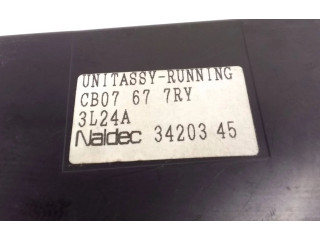 UNITASSY-RUNNING
CB07 67 7RY
3L24A
Naldec 34203 45